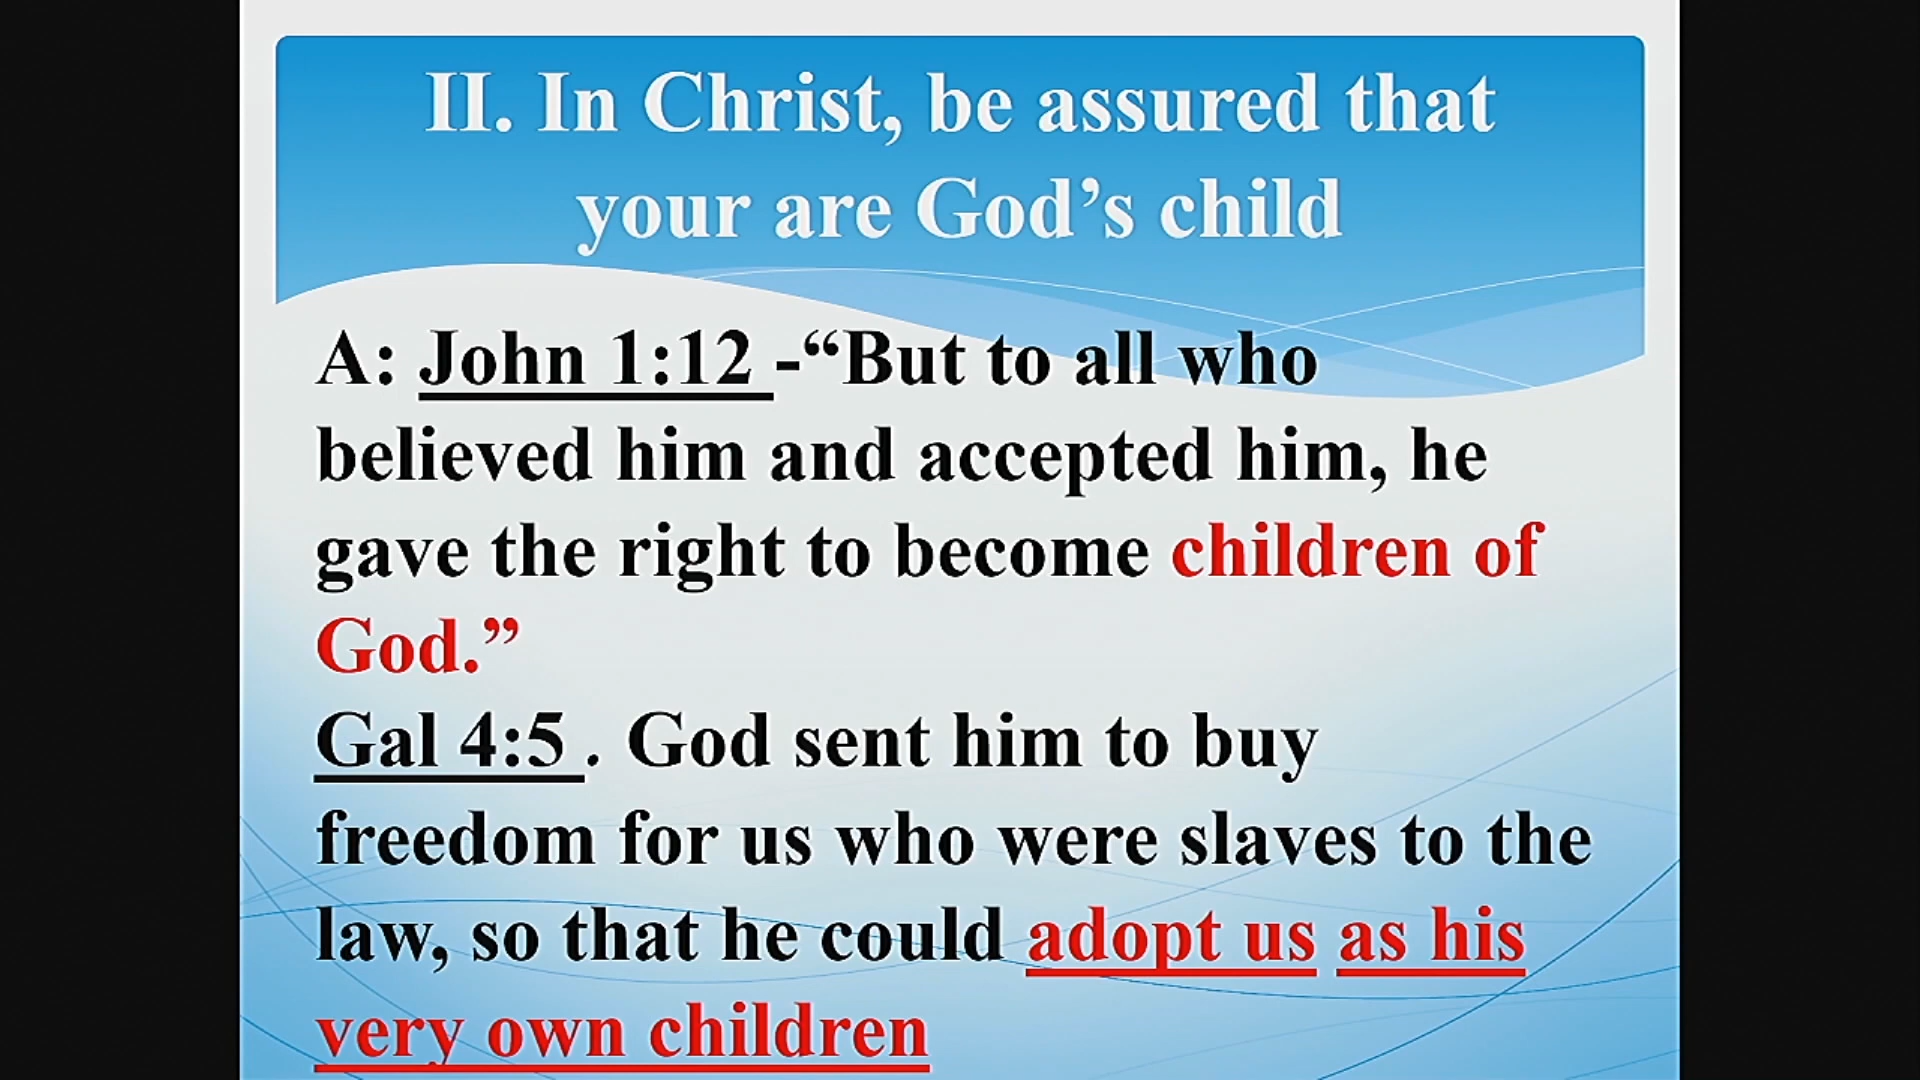 II. In Christ, be assured that
your are God’s child
A: John 1:12 -“But to all who
believed him and accepted him, he
gave the right to become children of
God.”
Gal 4:5 . God sent him to buy
freedom for us who were slaves to the
law, so that he could adopt us as his
very own children